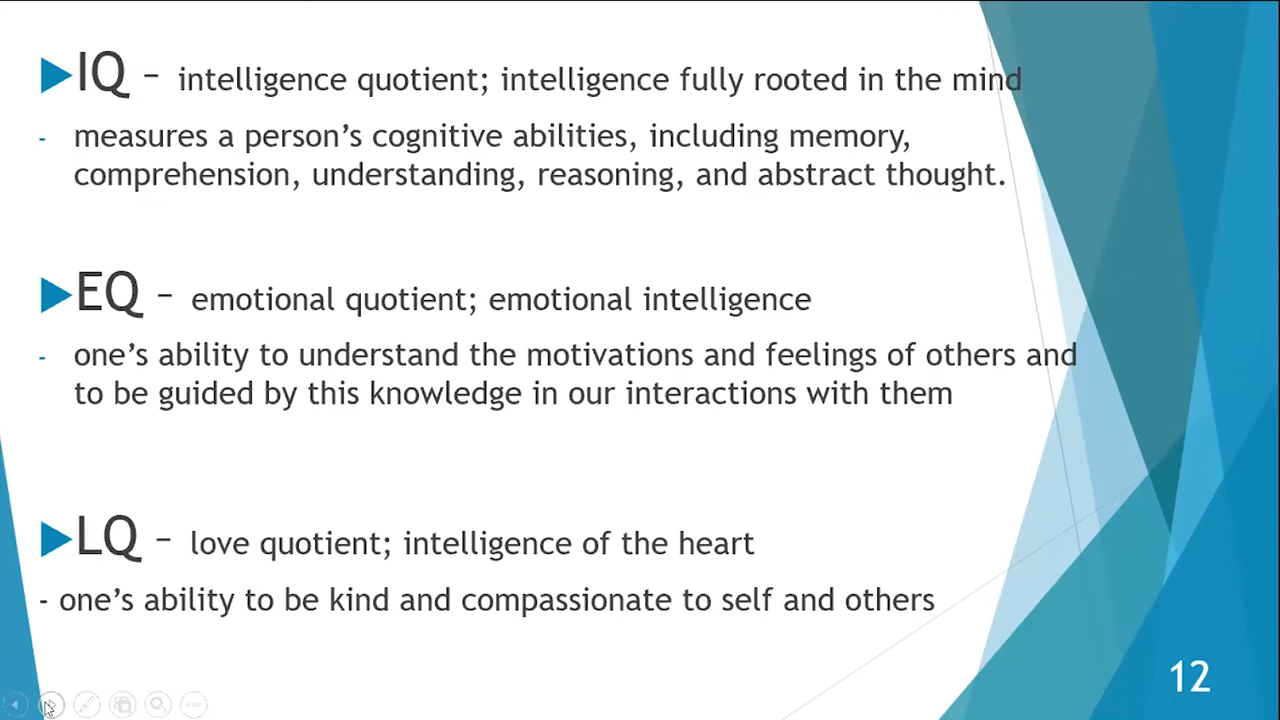 IQ – intelligence quotient; intelligence fully rooted in the mind
- measures a person’s cognitive abilities, including memory,
comprehension, understanding, reasoning, and abstract thought.
EQ – emotional quotient; emotional intelligence
- one’s ability to understand the motivations and feelings of others and
to be guided by this knowledge in our interactions with them
LQ – love quotient; intelligence of the heart
- one’s ability to be kind and compassionate to self and others
12